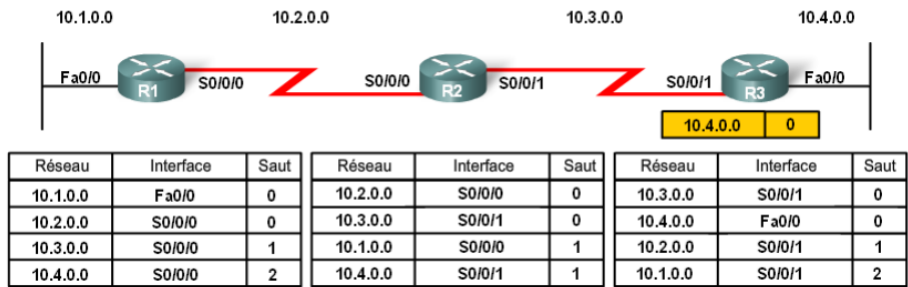 10.1.0.0 10.2.0.0 10.3.0.0 10.4.0.0
Fa0/0 R1 S0/0/0 S0/0/0 R2 S0/0/1 S0/0/1 R3 Fa0/0
10.4.0.0 0
Réseau Interface Saut
10.1.0.0 Fa0/0 0
10.2.0.0 S0/0/0 0
10.3.0.0 S0/0/0 1
10.4.0.0 S0/0/0 2
Réseau Interface Saut
10.2.0.0 S0/0/0 0
10.3.0.0 S0/0/1 0
10.1.0.0 S0/0/0 1
10.4.0.0 S0/0/1 1
Réseau Interface Saut
10.3.0.0 S0/0/1 0
10.4.0.0 Fa0/0 0
10.2.0.0 S0/0/1 1
10.1.0.0 S0/0/1 2